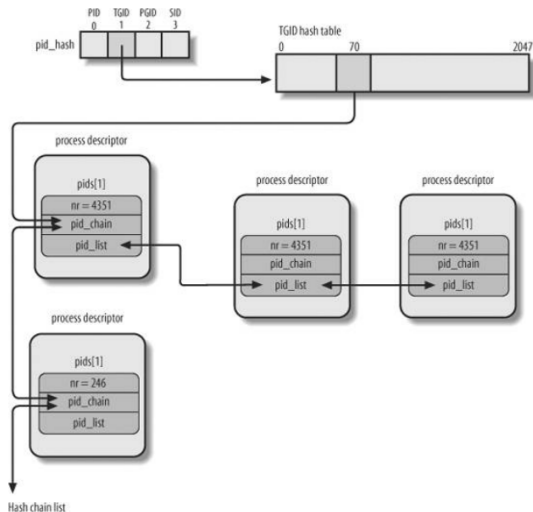 PID TGID PGID SID
0 1 2 3
pid_hash
TGID hash table
0 70 2047
process descriptor
pids[1]
nr = 4351
pid_chain
pid_list
process descriptor
pids[1]
nr = 4351
pid_chain
pid_list
process descriptor
pids[1]
nr = 4351
pid_chain
pid_list
process descriptor
pids[1]
nr = 246
pid_chain
pid_list
Hash chain list